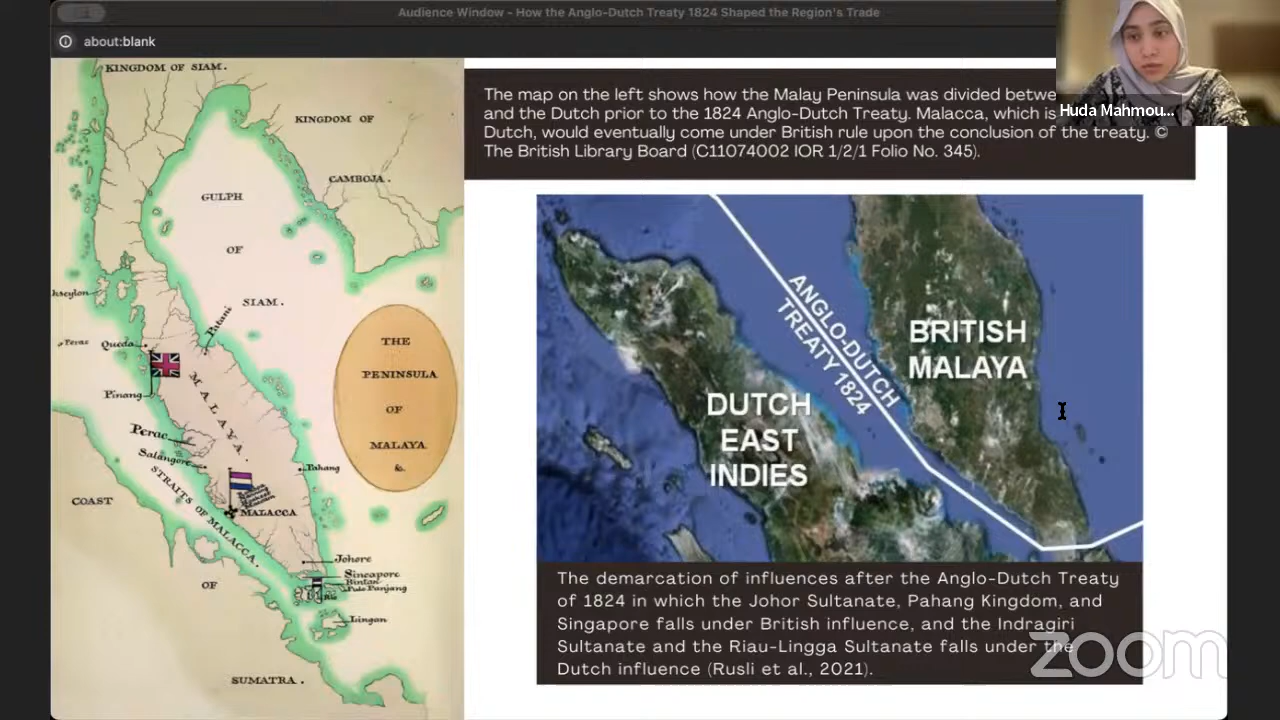 Audience Window - How the Anglo-Dutch Treaty 1824 Shaped the Region's Trade
about:blank
KINGDOM OF SIAM.
KINGDOM OF
CAMBOJA.
GULPH
OF
SIAM.
Patani
Queda
Pinang
MALAYA.
Perac
Salangore
Pahang
STRAITS OF MALACCA.
MALACCA
COAST
OF
SUMATRA.
Johore
Sincapore
Bintan
Lingon
THE
PENINSULA
OF
MALAYA
&.
The map on the left shows how the Malay Peninsula was divided betwe
and the Dutch prior to the 1824 Anglo-Dutch Treaty. Malacca, which is
Dutch, would eventually come under British rule upon the conclusion of the treaty. ©
The British Library Board (C11074002 IOR 1/2/1 Folio No. 345).
Huda Mahmou...
ANGLO-DUTCH
TREATY 1824
BRITISH
MALAYA
DUTCH
EAST
INDIES
The demarcation of influences after the Anglo-Dutch Treaty
of 1824 in which the Johor Sultanate, Pahang Kingdom, and
Singapore falls under British influence, and the Indragiri
Sultanate and the Riau-Lingga Sultanate falls under the
Dutch influence (Rusli et al., 2021).
zoom